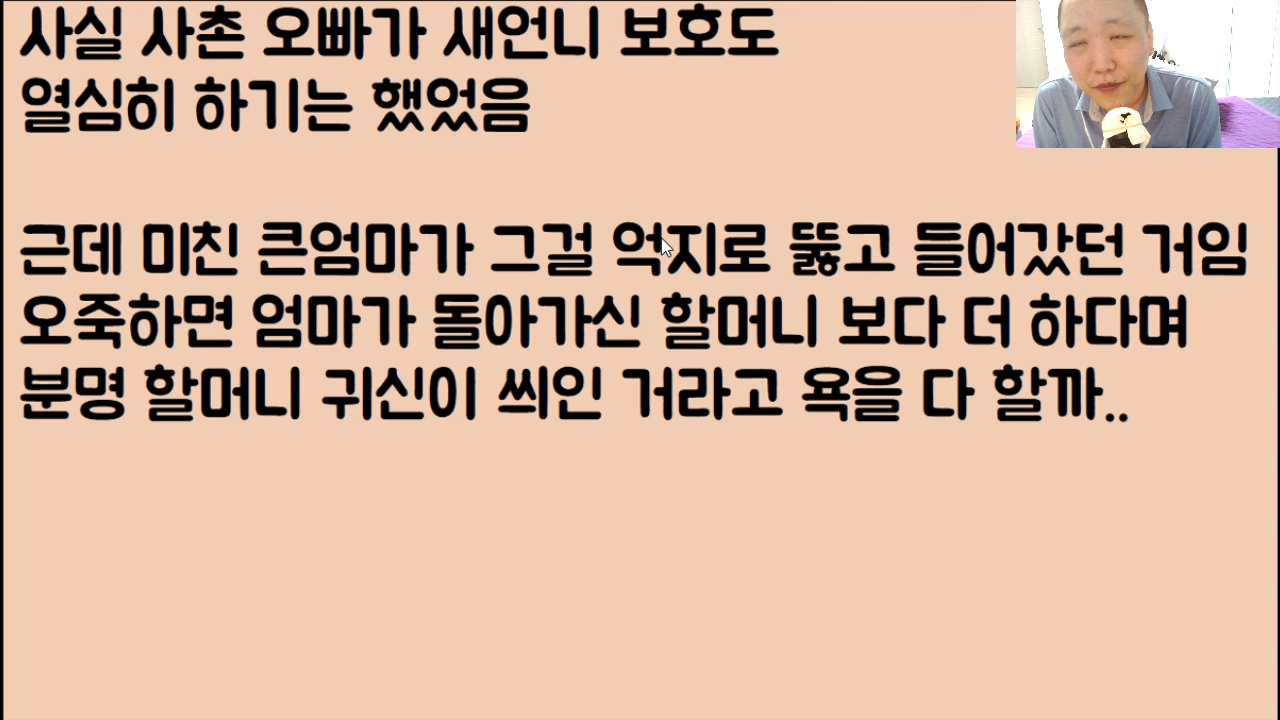 사실 사촌 오빠가 새언니 보호도
열심히 하기는 했었음
근데 미친 큰엄마가 그걸 억지로 뚫고 들어갔던 거임
오죽하면 엄마가 돌아가신 할머니 보다 더 하다며
분명 할머니 귀신이 씌인 거라고 욕을 다 할까..